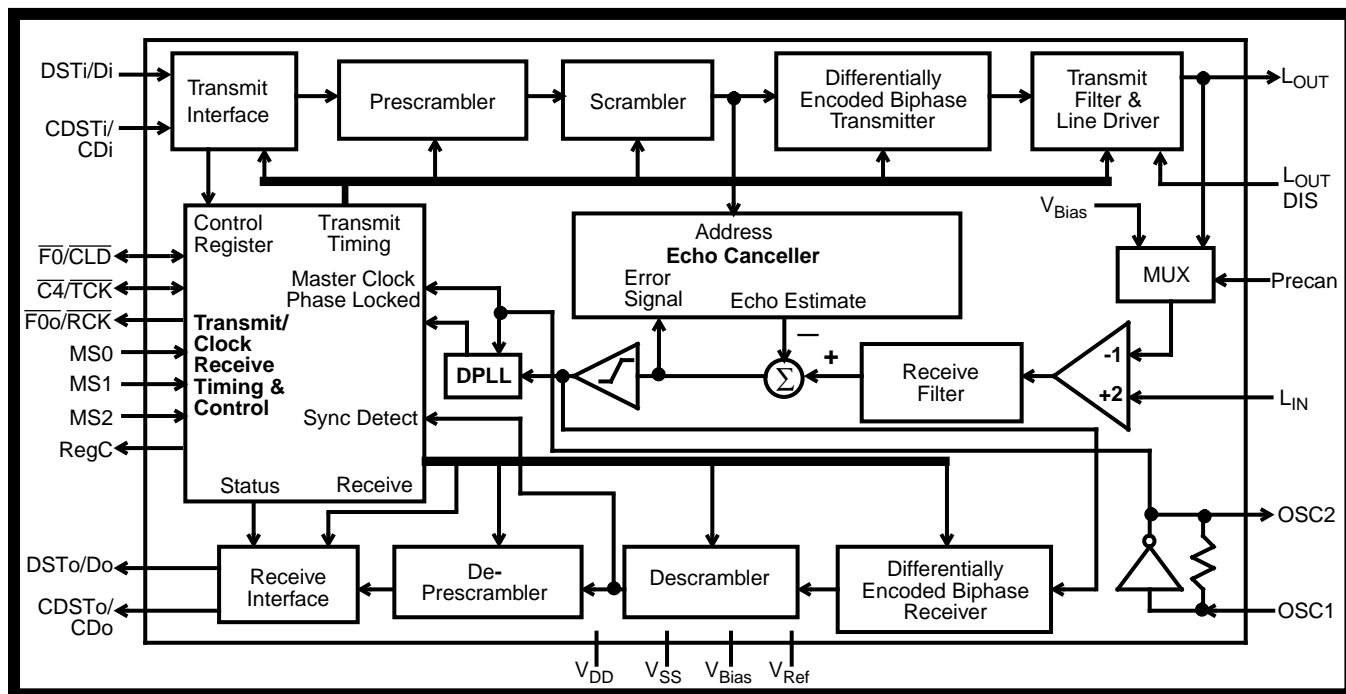 DSTi/Di
CDSTi/
CDi
Transmit
Interface
Prescrambler
Scrambler
Differentially
Encoded Biphase
Transmitter
Transmit
Filter &
Line Driver
LOUT
LOUT
DIS
VBias
MUX
Precan
Control
Register
Transmit
Timing
Master Clock
Phase Locked
Transmit/
Clock
Receive
Timing &
Control
Sync Detect
Status
Receive
F0/CLD
C4/TCK
F0o/RCK
MS0
MS1
MS2
RegC
Address
Echo Canceller
Error
Signal
Echo Estimate
DPLL
−
+
Σ
Receive
Filter
-1
+2
LIN
OSC2
OSC1
DSTo/Do
CDSTo/
CDo
Receive
Interface
De-
Prescrambler
Descrambler
Differentially
Encoded Biphase
Receiver
VDD
VSS
VBias
VRef